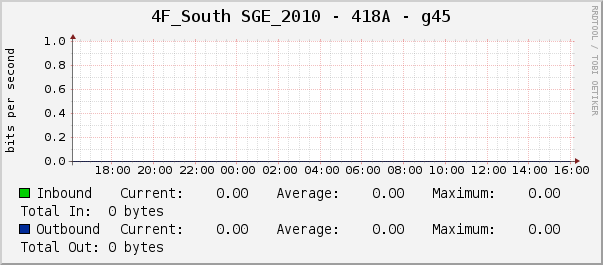 4F_South SGE_2010 - 418A - g45
RRDTOOL / TOBI OETIKER
bits per second
1.0
0.8
0.6
0.4
0.2
0.0
18:00 20:00 22:00 00:00 02:00 04:00 06:00 08:00 10:00 12:00 14:00 16:00
Inbound Current: 0.00 Average: 0.00 Maximum: 0.00
Total In: 0 bytes
Outbound Current: 0.00 Average: 0.00 Maximum: 0.00
Total Out: 0 bytes